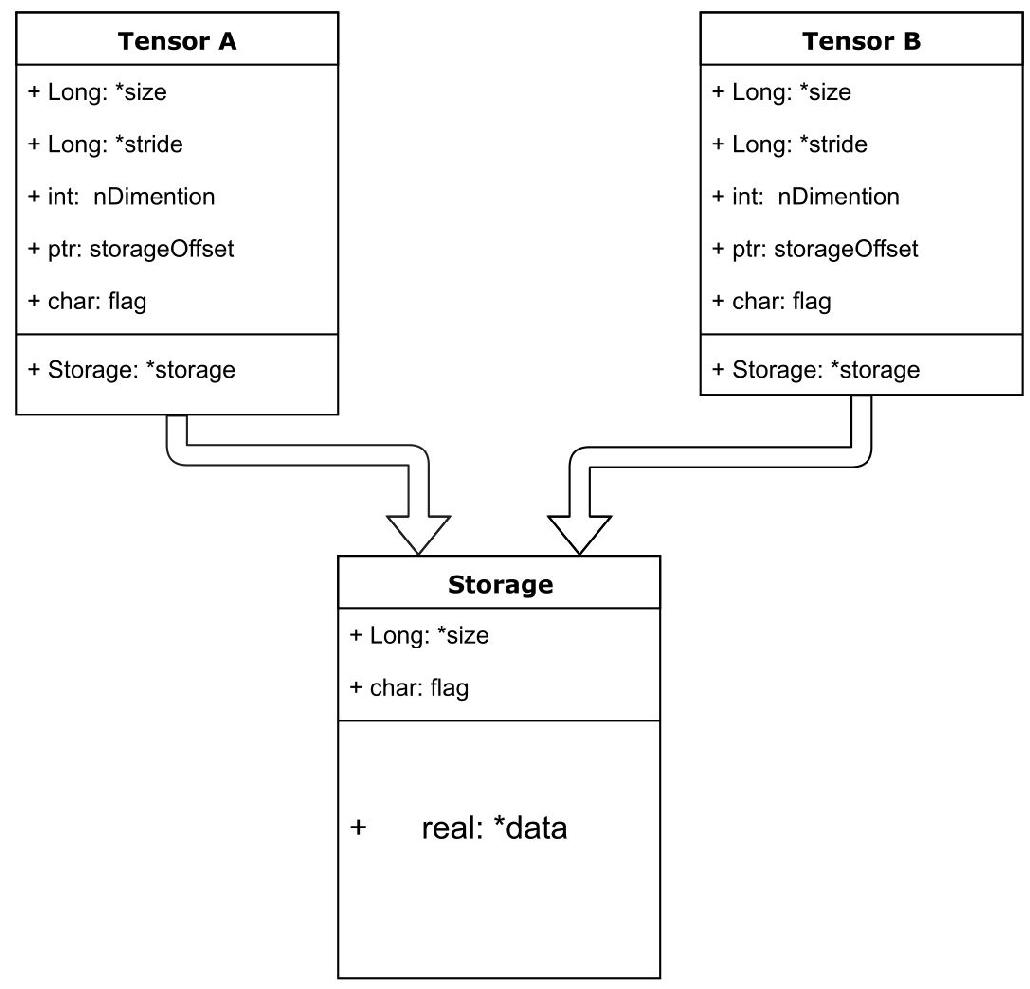 Tensor A
+ Long: *size
+ Long: *stride
+ int:  nDimention
+ ptr: storageOffset
+ char: flag
+ Storage: *storage
Tensor B
+ Long: *size
+ Long: *stride
+ int:  nDimention
+ ptr: storageOffset
+ char: flag
+ Storage: *storage
Storage
+ Long: *size
+ char: flag
+ real: *data